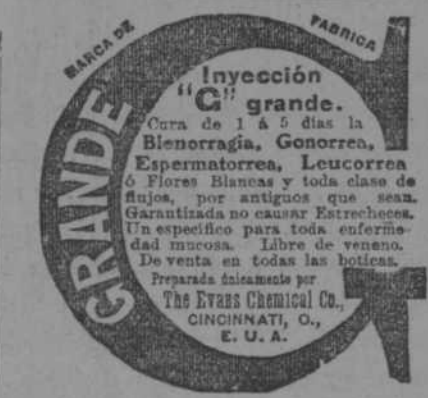 MARCA DE FABRICA
GRANDE
Inyección
"G" grande.
Cura de 1 á 5 dias la
Blenorragia, Gonorrea,
Espermatorrea, Leucorrea
ó Flores Blancas y toda clase de
flujos, por antiguos que sean.
Garantizada no causar Estrecheces.
Un especifico para toda enferme-
dad mucosa. Libre de veneno.
De venta en todas las boticas.
Preparada únicamente por
The Evans Chemical Co.,
CINCINNATI, O.,
E. U. A.